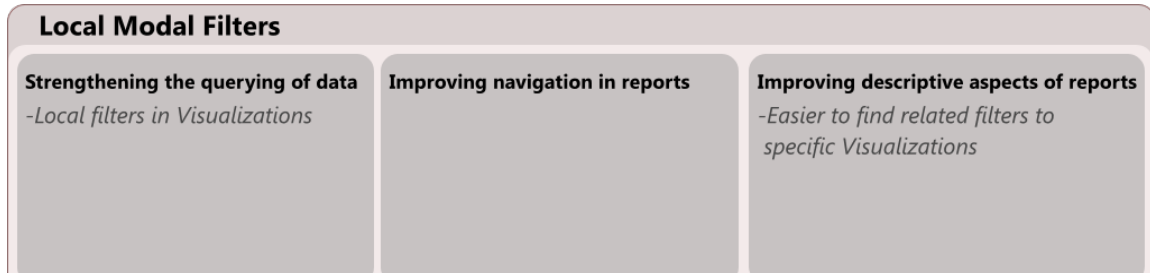 Local Modal Filters
Strengthening the querying of data
-Local filters in Visualizations
Improving navigation in reports
Improving descriptive aspects of reports
-Easier to find related filters to
specific Visualizations